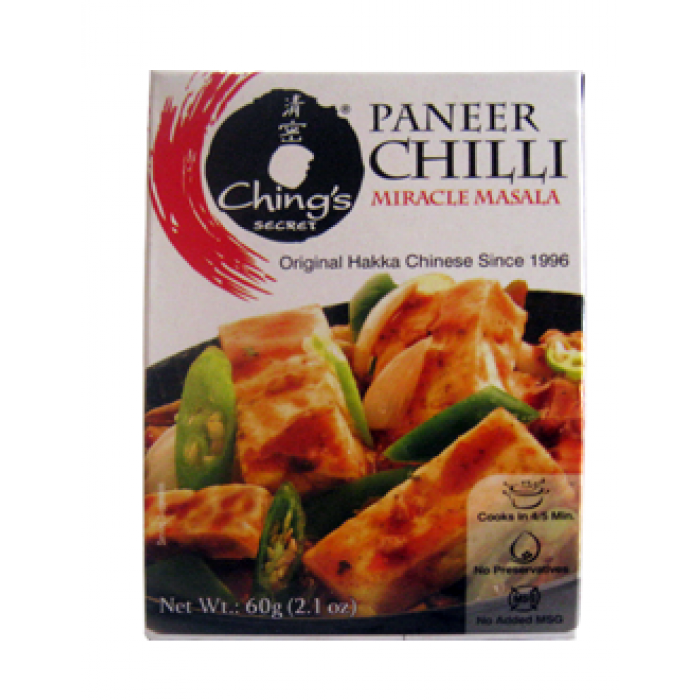 清
密
®
Ching's
SECRET
PANEER
CHILLI
MIRACLE MASALA
Original Hakka Chinese Since 1996
Cooks in 4/5 Min.
No Preservatives
No Added MSG
Net Wt.: 60g (2.1 oz)